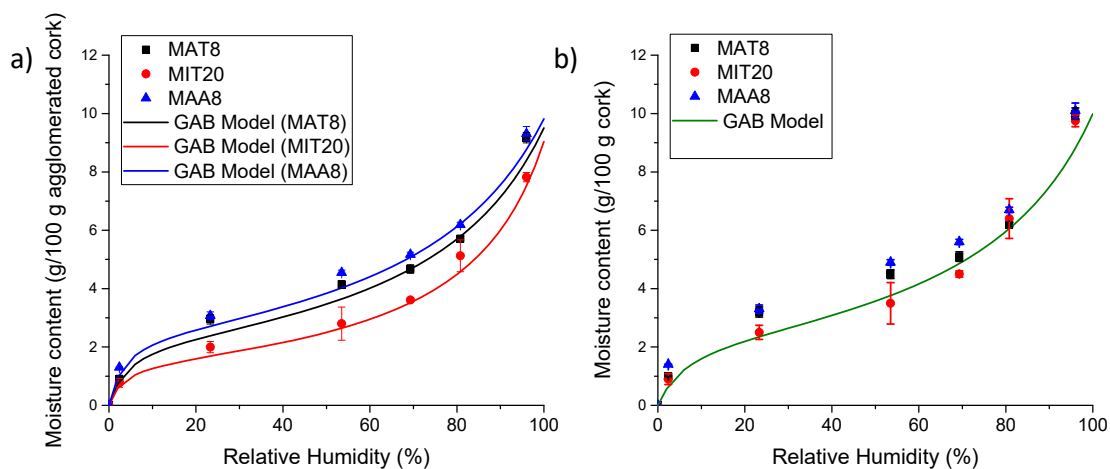 a)
Moisture content (g/100 g agglomerated cork)
12
10
8
6
4
2
0
MAT8
MIT20
MAA8
GAB Model (MAT8)
GAB Model (MIT20)
GAB Model (MAA8)
0 20 40 60 80 100
Relative Humidity (%)
b)
Moisture content (g/100 g cork)
12
10
8
6
4
2
0
MAT8
MIT20
MAA8
GAB Model
0 20 40 60 80 100
Relative Humidity (%)